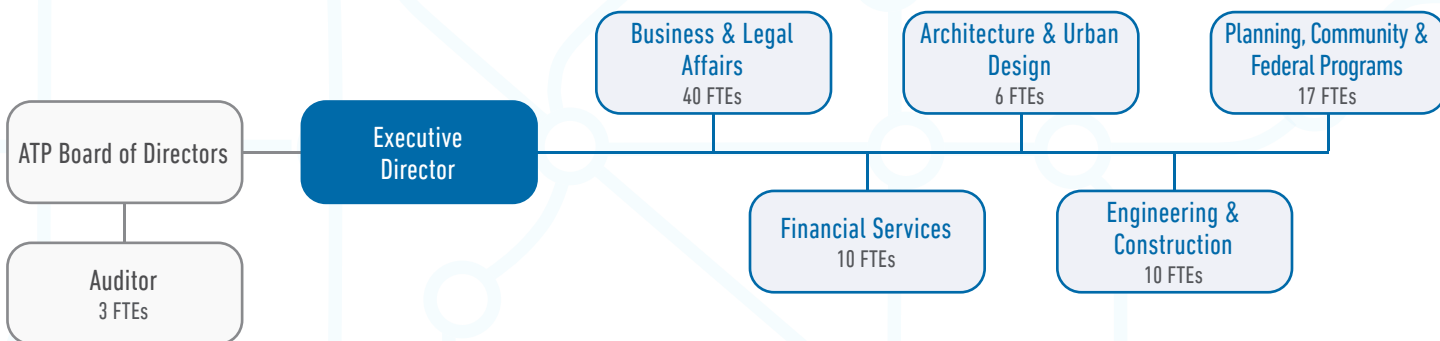 Business & Legal
Affairs
40 FTEs
Architecture & Urban
Design
6 FTEs
Planning, Community &
Federal Programs
17 FTEs
ATP Board of Directors
Executive
Director
Financial Services
10 FTEs
Engineering &
Construction
10 FTEs
Auditor
3 FTEs